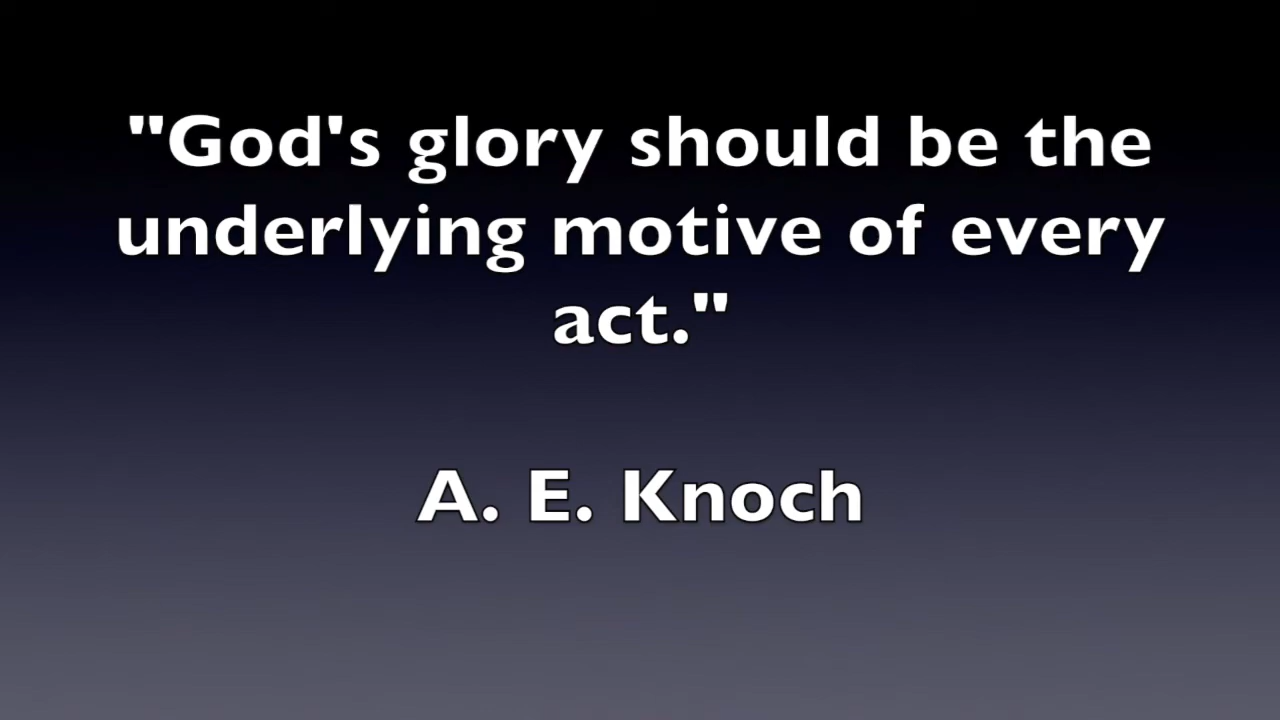 "God's glory should be the
underlying motive of every
act."
A. E. Knoch